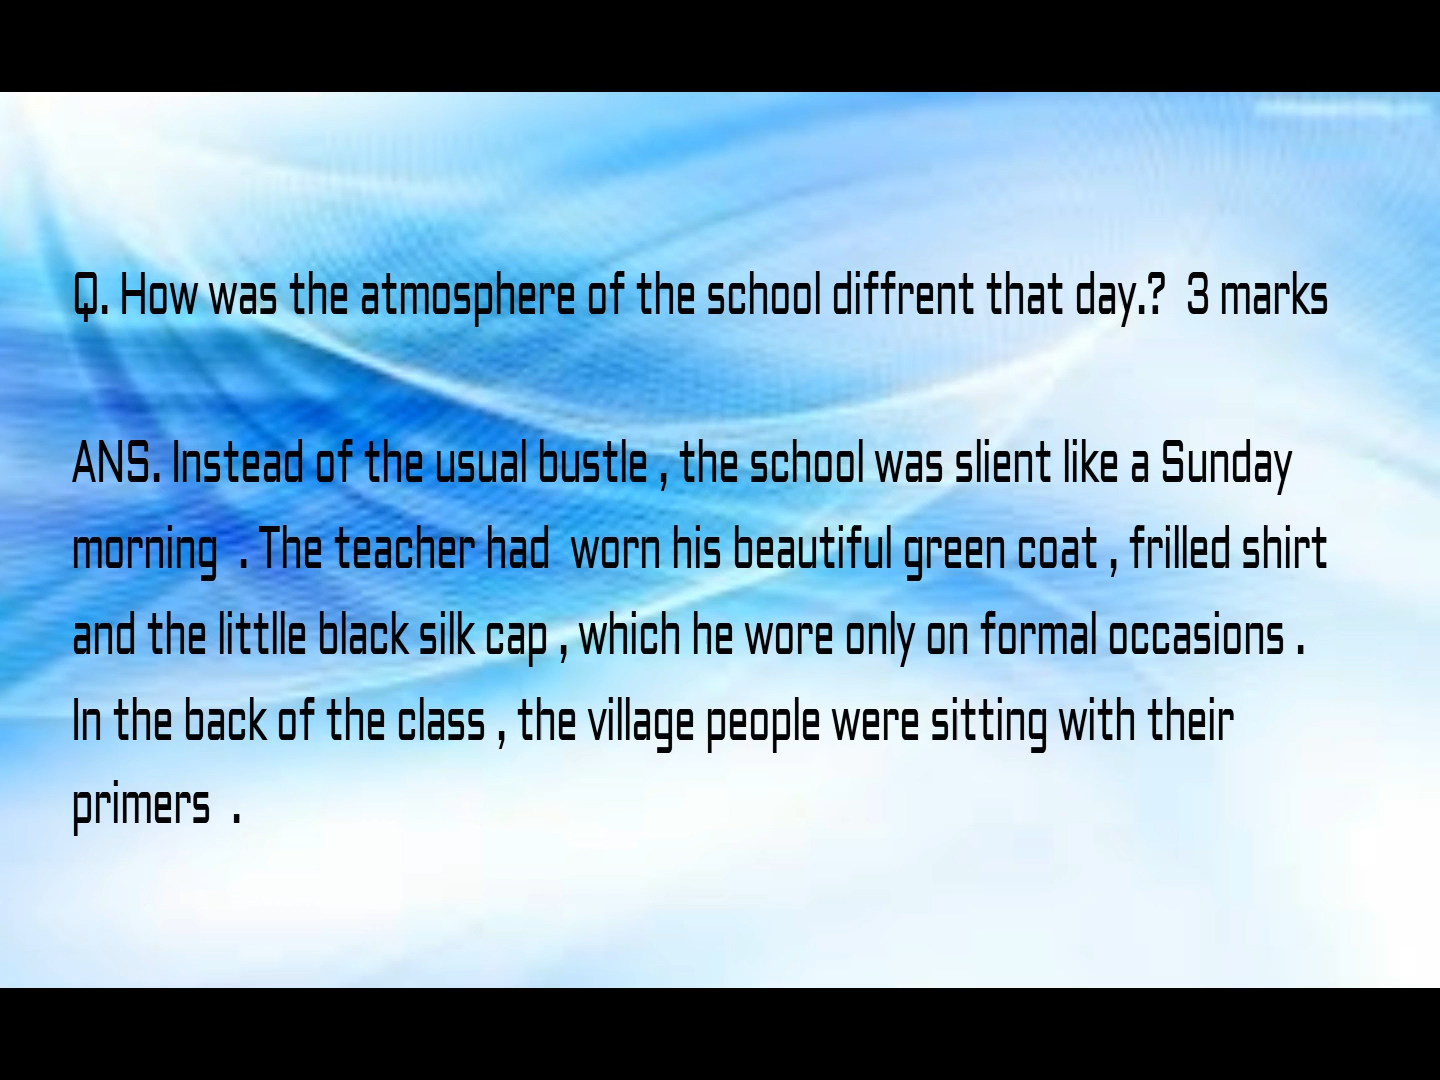 Q. How was the atmosphere of the school diffrent that day.?  3 marks
ANS. Instead of the usual bustle , the school was slient like a Sunday
morning  . The teacher had  worn his beautiful green coat , frilled shirt
and the littlle black silk cap , which he wore only on formal occasions .
In the back of the class , the village people were sitting with their
primers  .